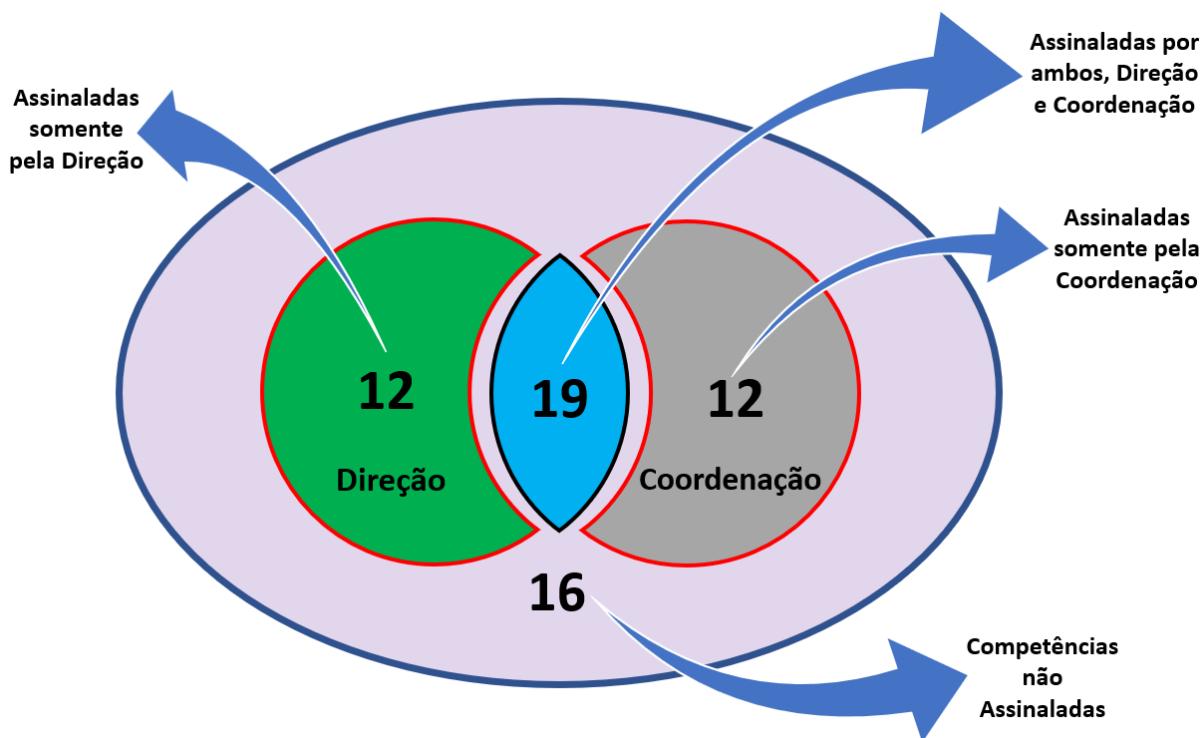 Assinaladas
somente
pela Direção
Assinaladas por
ambos, Direção
e Coordenação
Assinaladas
somente pela
Coordenação
12
19
12
Direção
Coordenação
16
Competências
não
Assinaladas